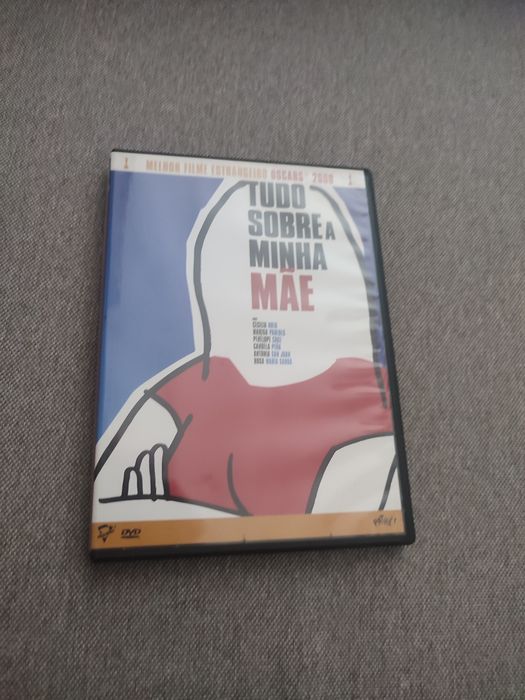 MELHOR FILME ESTRANGEIRO OSCARS 2000
TUDO
SOBRE A
MINHA
MÃE
CECILIA ROTH
MARISA PAREDES
PENÉLOPE CRUZ
CANDELA PEÑA
ANTONIA SAN JUAN
ROSA MARIA SARDÀ
DVD